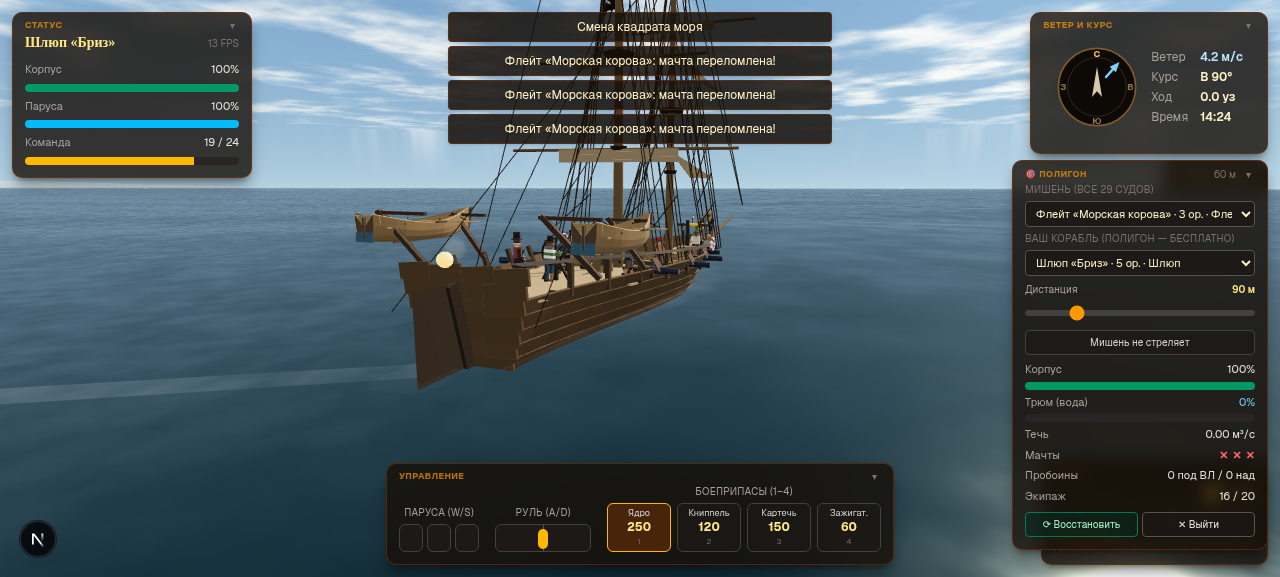 СТАТУС
Шлюп «Бриз»
13 FPS
Корпус 100%
Паруса 100%
Команда 19 / 24
Смена квадрата моря
Флейт «Морская корова»: мачта переломлена!
Флейт «Морская корова»: мачта переломлена!
Флейт «Морская корова»: мачта переломлена!
ВЕТЕР И КУРС
С
З
В
Ю
Ветер 4.2 м/с
Курс В 90°
Ход 0.0 уз
Время 14:24
ПОЛИГОН 60 м
МИШЕНЬ (ВСЕ 29 СУДОВ)
Флейт «Морская корова» · 3 ор. · Фле
ВАШ КОРАБЛЬ (ПОЛИГОН — БЕСПЛАТНО)
Шлюп «Бриз» · 5 ор. · Шлюп
Дистанция 90 м
Мишень не стреляет
Корпус 100%
Трюм (вода) 0%
Течь 0.00 м³/с
Мачты ✕ ✕ ✕
Пробоины 0 под ВЛ / 0 над
Экипаж 16 / 20
⟳ Восстановить
✕ Выйти
УПРАВЛЕНИЕ
ПАРУСА (W/S)
РУЛЬ (A/D)
БОЕПРИПАСЫ (1–4)
Ядро
250
1
Книппель
120
2
Картечь
150
3
Зажигат.
60
4
N